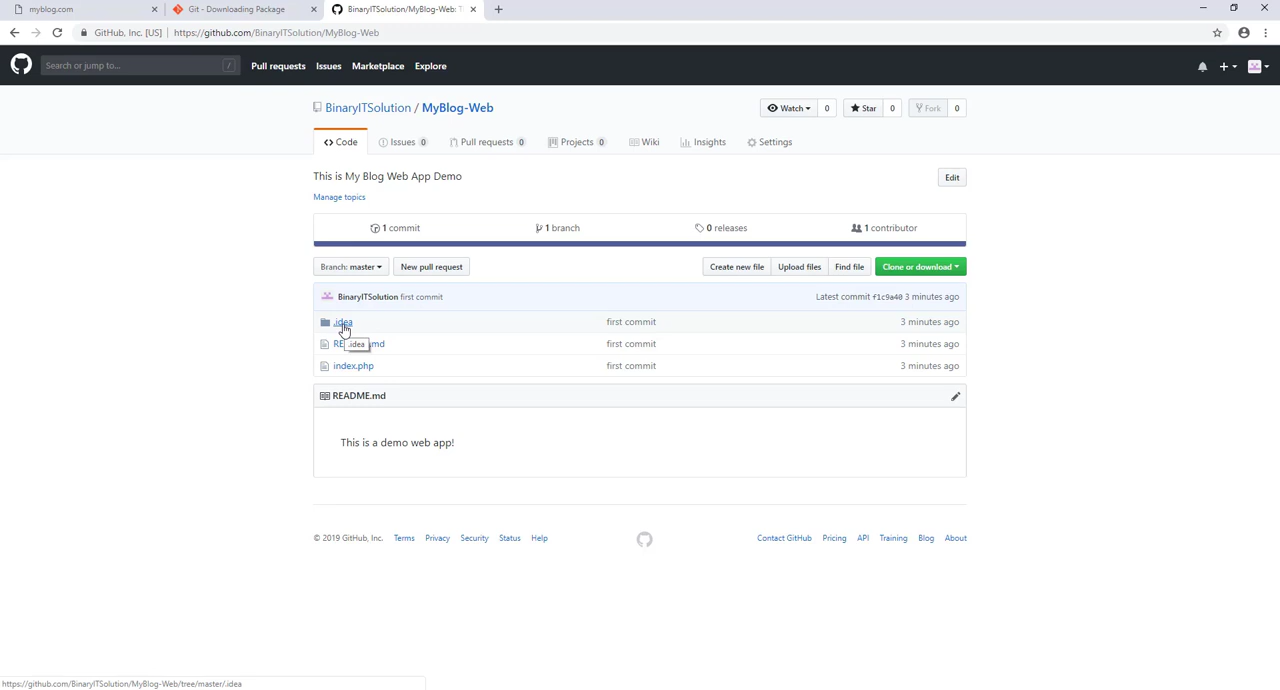 myblog.com
Git - Downloading Package
BinaryITSolution/MyBlog-Web: T
GitHub, Inc. [US] | https://github.com/BinaryITSolution/MyBlog-Web
Search or jump to... /
Pull requests Issues Marketplace Explore
BinaryITSolution / MyBlog-Web
Watch 0 Star 0 Fork 0
Code Issues 0 Pull requests 0 Projects 0 Wiki Insights Settings
This is My Blog Web App Demo
Edit
Manage topics
1 commit 1 branch 0 releases 1 contributor
Branch: master New pull request Create new file Upload files Find file Clone or download
BinaryITSolution first commit Latest commit f1c9a40 3 minutes ago
.idea first commit 3 minutes ago
.idea
RE md first commit 3 minutes ago
index.php first commit 3 minutes ago
README.md
This is a demo web app!
© 2019 GitHub, Inc. Terms Privacy Security Status Help Contact GitHub Pricing API Training Blog About
https://github.com/BinaryITSolution/MyBlog-Web/tree/master/.idea